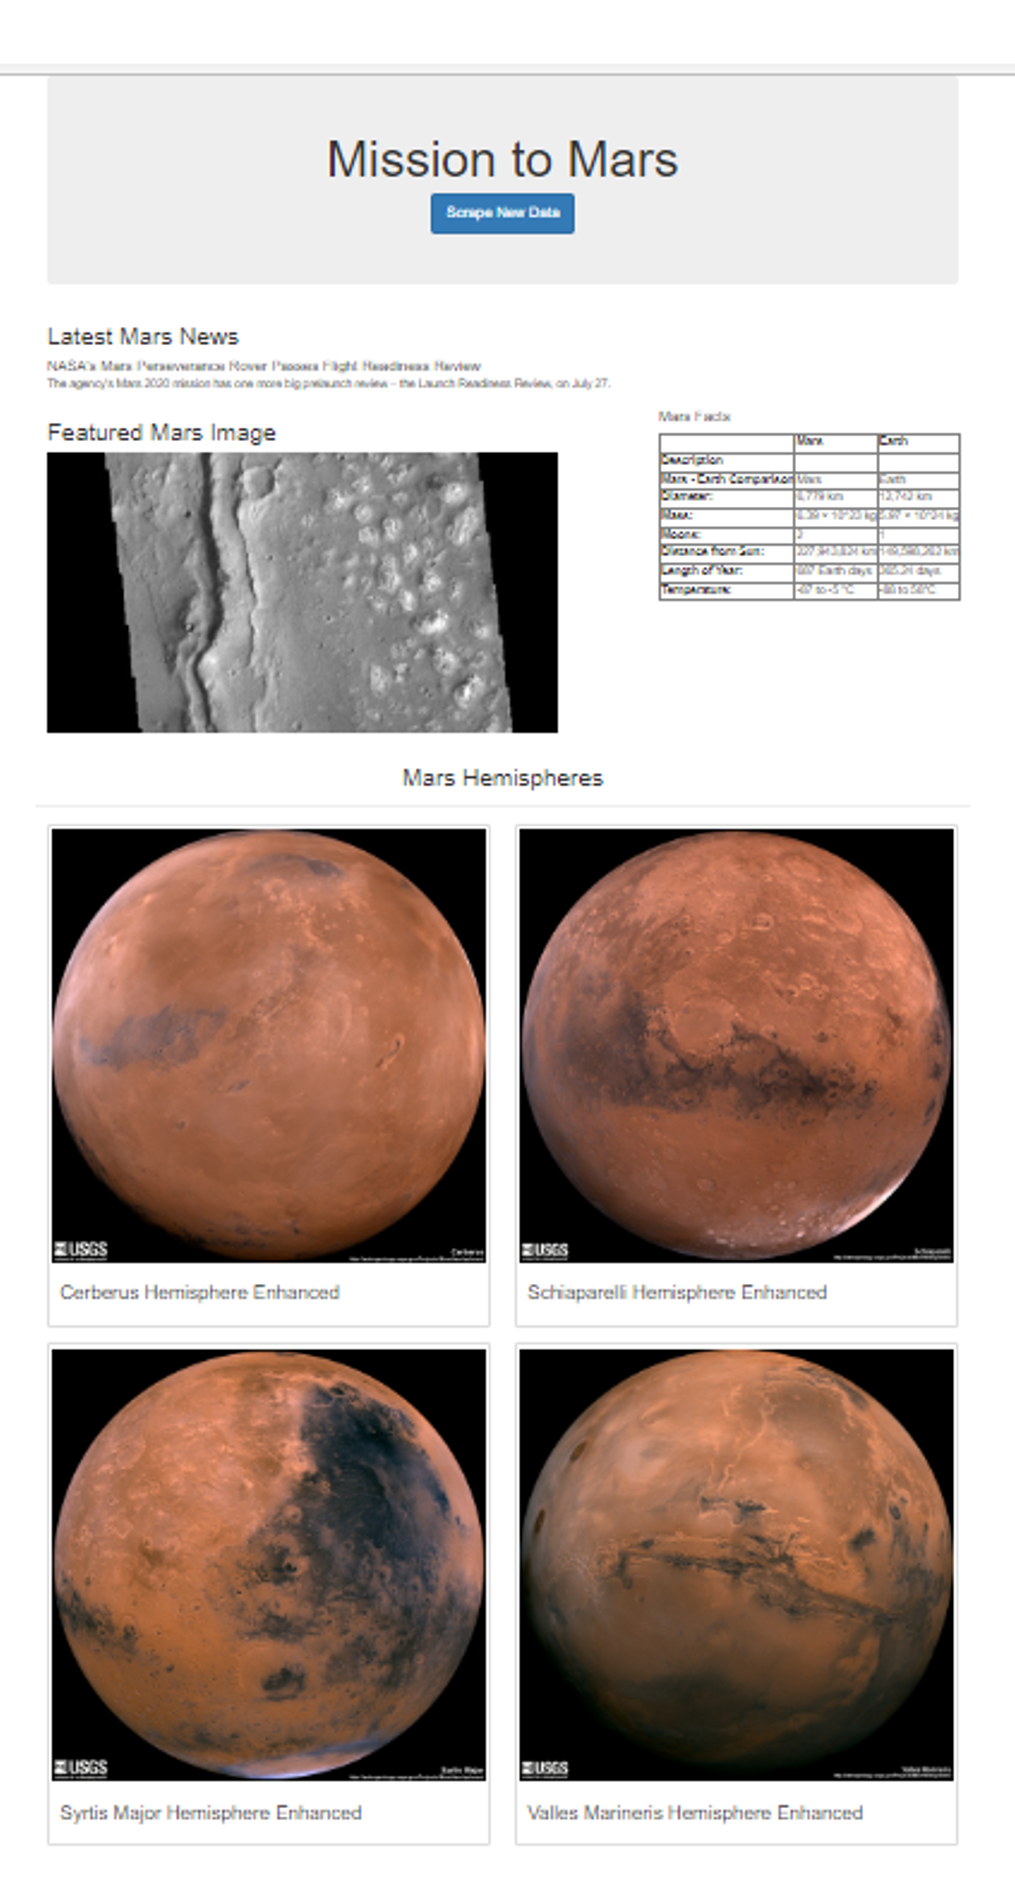 Mission to Mars
Scrape New Data
Latest Mars News
NASA's Mars Perseverance Rover Passes Flight Readiness Review
The agency's Mars 2020 mission has one more big prelaunch review – the Launch Readiness Review, on July 27.
Featured Mars Image
Mars Facts
Mars Earth
Description
Mars - Earth Comparison Mars Earth
Diameter: 6,779 km 12,742 km
Mass: 6.39 × 10^23 kg 5.97 × 10^24 kg
Moons: 2 1
Distance from Sun: 227,943,824 km 149,598,262 km
Length of Year: 687 Earth days 365.24 days
Temperature: -87 to -5 °C -88 to 58°C
Mars Hemispheres
USGS
Cerberus
USGS
Schiaparelli
Cerberus Hemisphere Enhanced
Schiaparelli Hemisphere Enhanced
USGS
Syrtis Major
USGS
Valles Marineris
Syrtis Major Hemisphere Enhanced
Valles Marineris Hemisphere Enhanced